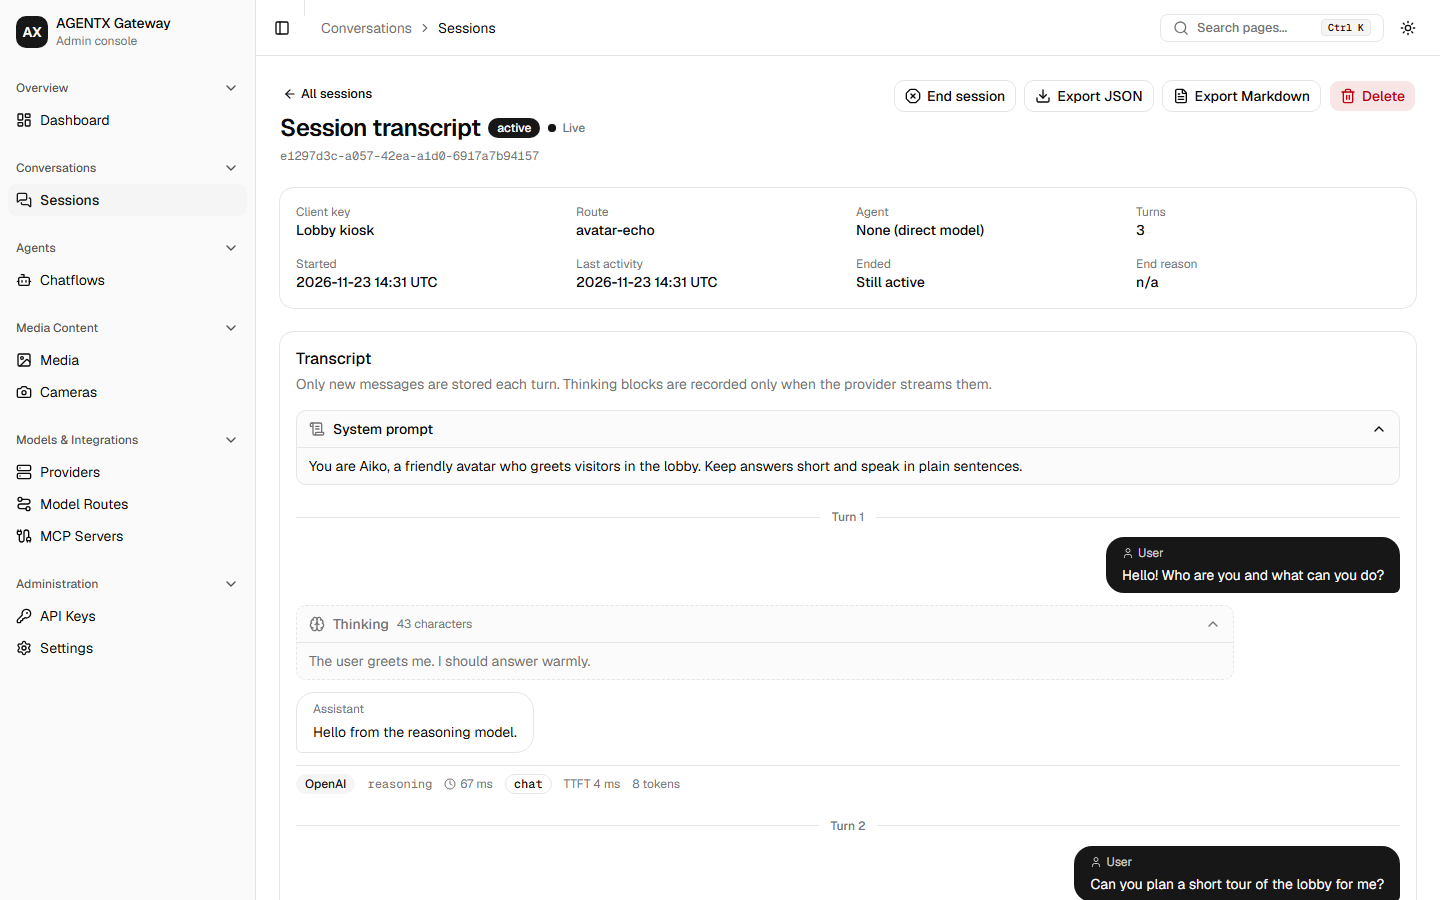 AX
AGENTX Gateway
Admin console
Overview
Dashboard
Conversations
Sessions
Agents
Chatflows
Media Content
Media
Cameras
Models & Integrations
Providers
Model Routes
MCP Servers
Administration
API Keys
Settings
Conversations > Sessions
Search pages... Ctrl K
All sessions
End session Export JSON Export Markdown Delete
Session transcript active Live
e1297d3c-a057-42ea-a1d0-6917a7b94157
Client key Route Agent Turns
Lobby kiosk avatar-echo None (direct model) 3
Started Last activity Ended End reason
2026-11-23 14:31 UTC 2026-11-23 14:31 UTC Still active n/a
Transcript
Only new messages are stored each turn. Thinking blocks are recorded only when the provider streams them.
System prompt
You are Aiko, a friendly avatar who greets visitors in the lobby. Keep answers short and speak in plain sentences.
Turn 1
User
Hello! Who are you and what can you do?
Thinking 43 characters
The user greets me. I should answer warmly.
Assistant
Hello from the reasoning model.
OpenAI reasoning 67 ms chat TTFT 4 ms 8 tokens
Turn 2
User
Can you plan a short tour of the lobby for me?